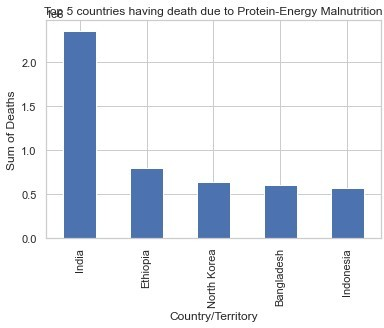 Top 5 countries having death due to Protein-Energy Malnutrition
2.0
1.5
1.0
0.5
0.0
Sum of Deaths
India
Ethiopia
North Korea
Bangladesh
Indonesia
Country/Territory